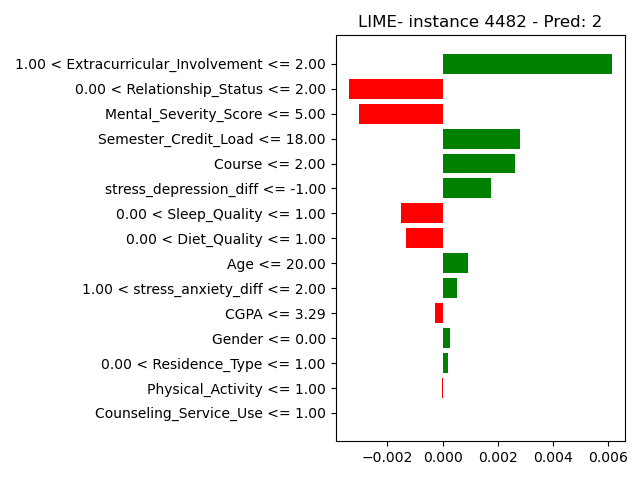 LIME- instance 4482 - Pred: 2
1.00 < Extracurricular_Involvement <= 2.00
0.00 < Relationship_Status <= 2.00
Mental_Severity_Score <= 5.00
Semester_Credit_Load <= 18.00
Course <= 2.00
stress_depression_diff <= -1.00
0.00 < Sleep_Quality <= 1.00
0.00 < Diet_Quality <= 1.00
Age <= 20.00
1.00 < stress_anxiety_diff <= 2.00
CGPA <= 3.29
Gender <= 0.00
0.00 < Residence_Type <= 1.00
Physical_Activity <= 1.00
Counseling_Service_Use <= 1.00
−0.002 0.000 0.002 0.004 0.006